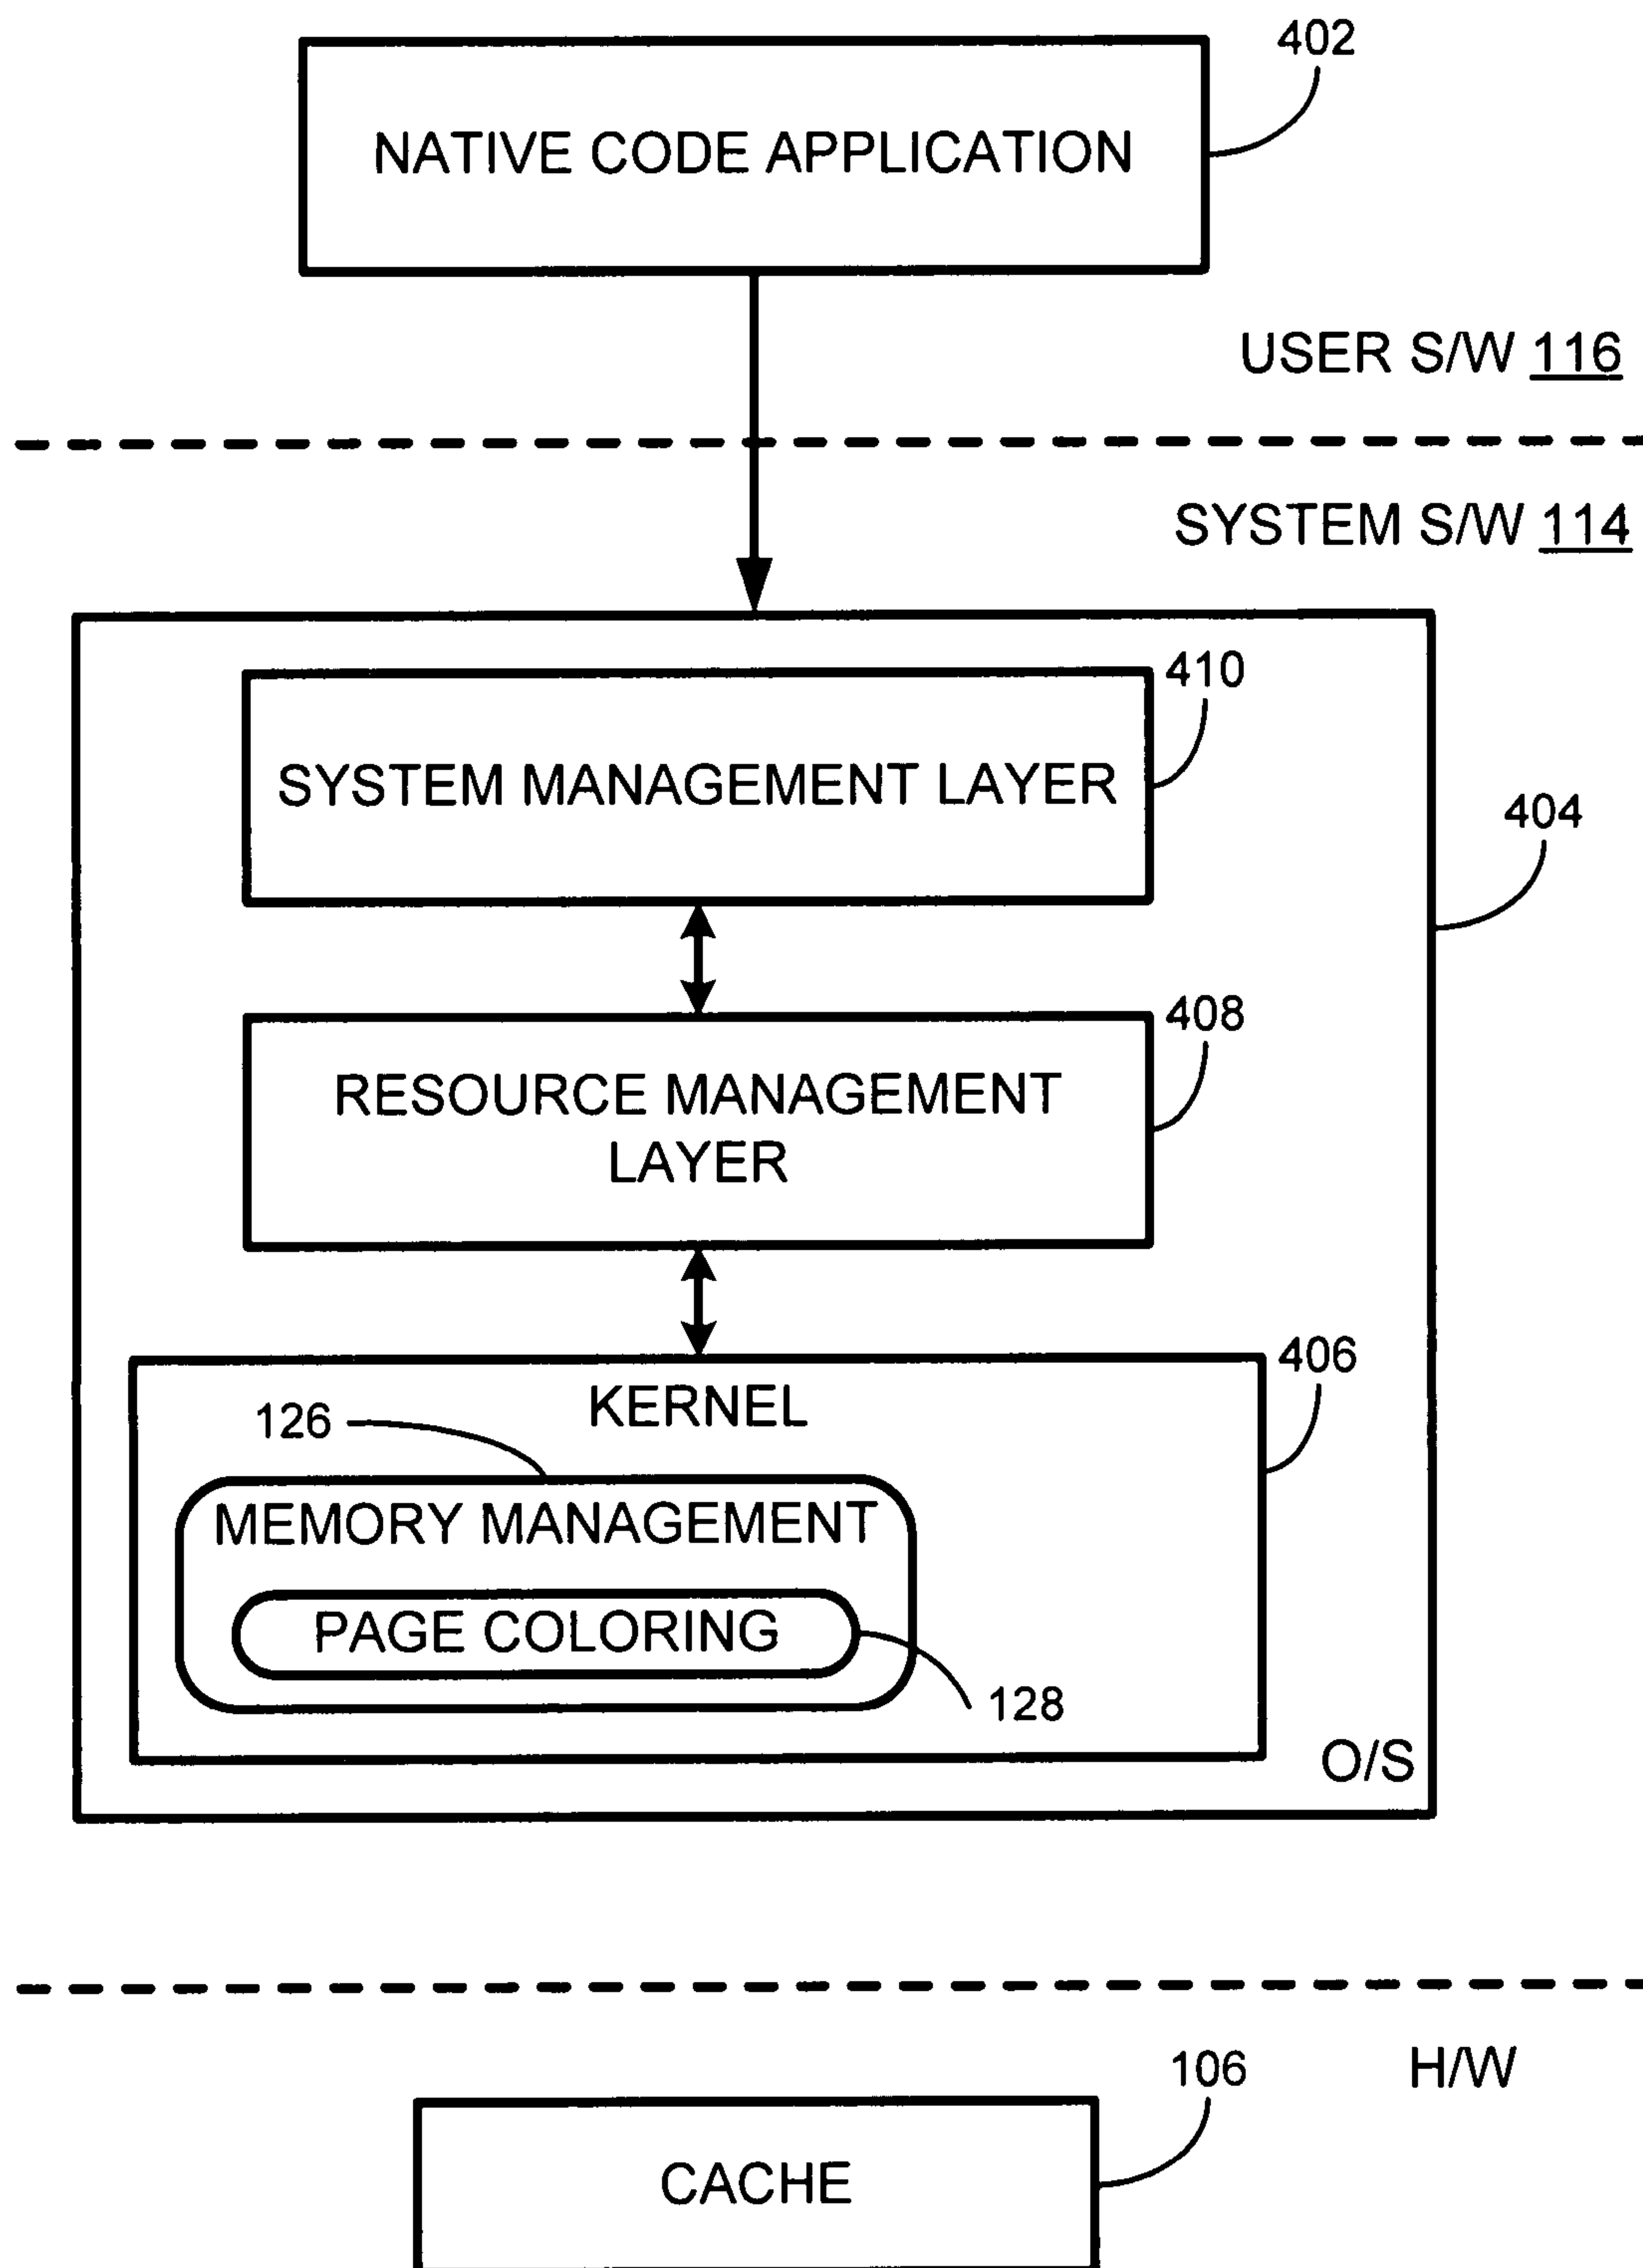 402
NATIVE CODE APPLICATION
USER S/W 116
SYSTEM S/W 114
410
SYSTEM MANAGEMENT LAYER
404
408
RESOURCE MANAGEMENT
LAYER
406
KERNEL
126
MEMORY MANAGEMENT
PAGE COLORING
128
O/S
106
H/W
CACHE